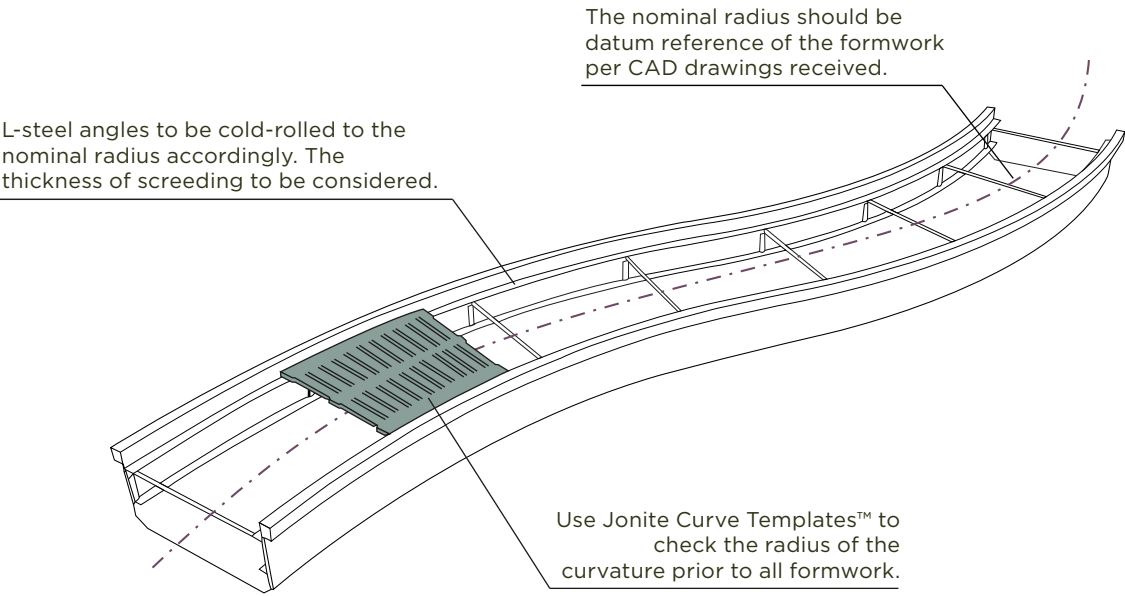 The nominal radius should be
datum reference of the formwork
per CAD drawings received.
L-steel angles to be cold-rolled to the
nominal radius accordingly. The
thickness of screeding to be considered.
Use Jonite Curve Templates™ to
check the radius of the
curvature prior to all formwork.